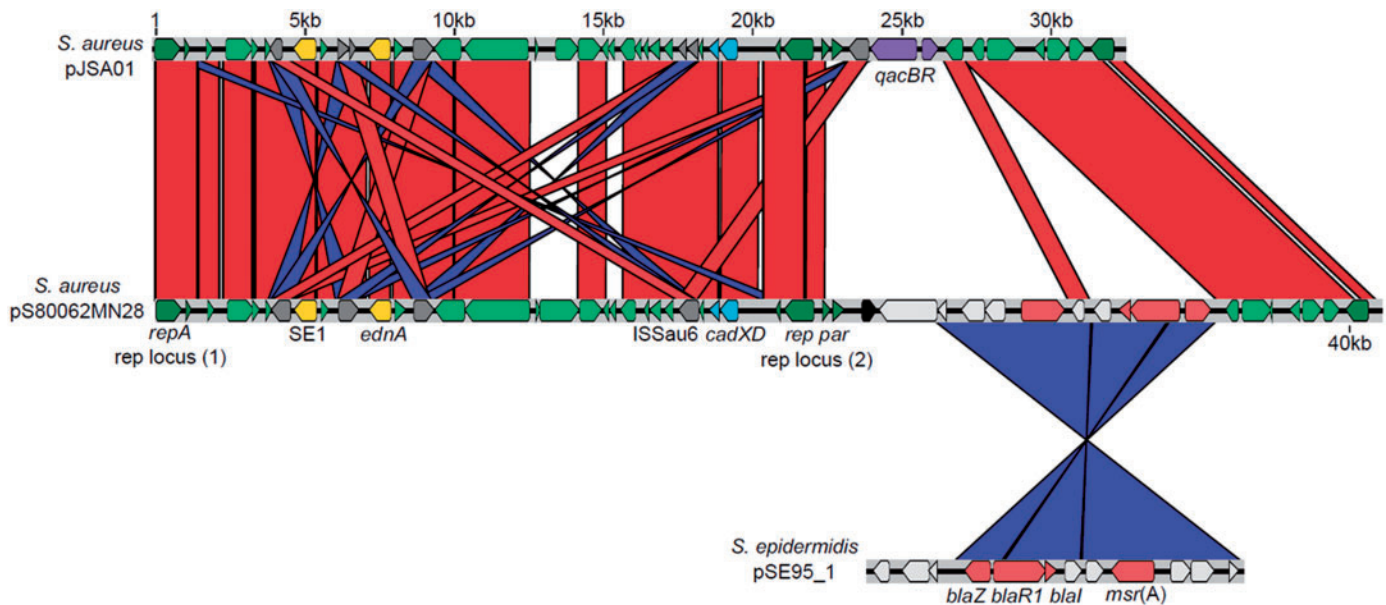 1 5kb 10kb 15kb 20kb 30kb
S. aureus
pJSA01
qacBR
S. aureus
pS80062MN28
repA SE1 ednA ISSau6 cadXD rep par
rep locus (1) rep locus (2) 40kb
S. epidermidis
pSE95_1
blaZ blaR1 blaI msr(A)